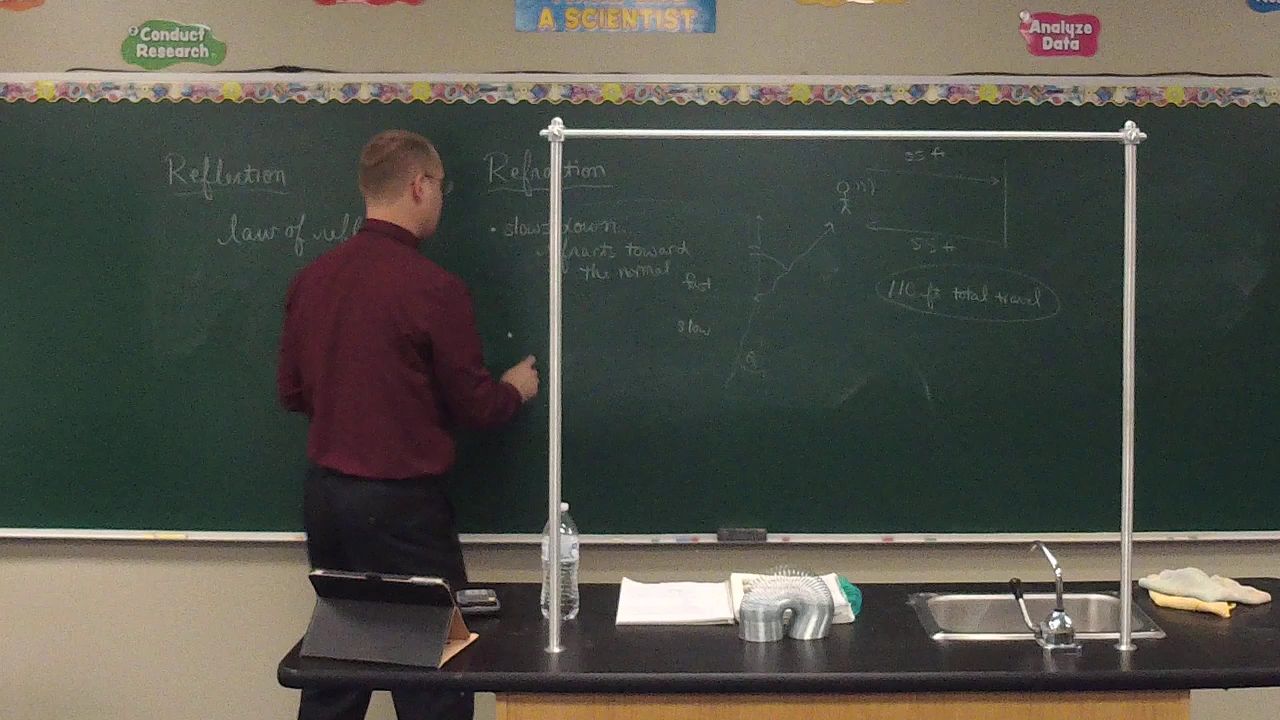 Conduct
Research
A SCIENTIST
Analyze
Data
Reflection
law of refl
Refraction
• slows down...
refracts toward
the normal
fast
slow
55 ft
55 ft
110 ft total travel